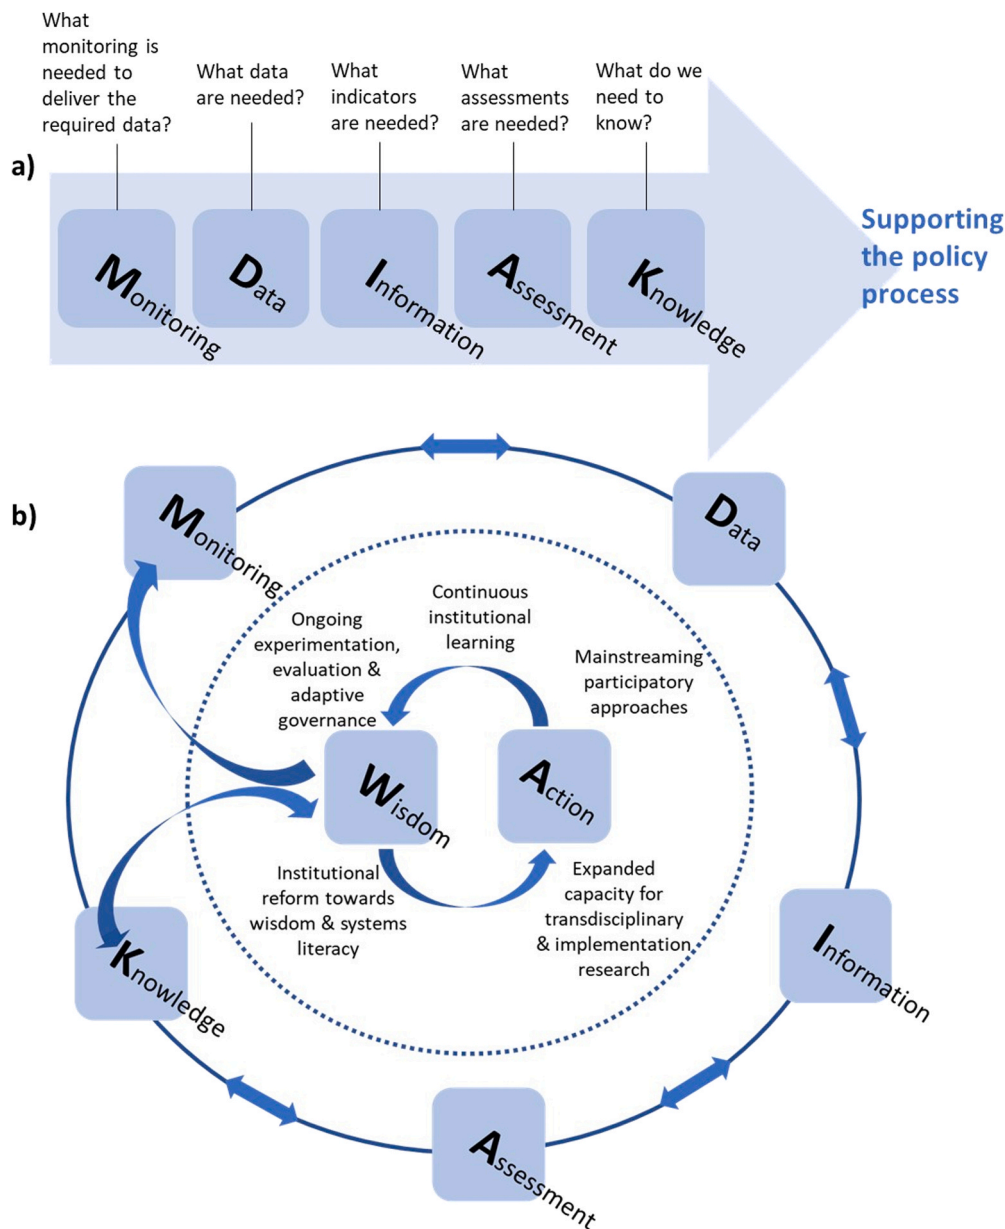 What
monitoring is
needed to
deliver the
required data?
What data
are needed?
What
indicators
are needed?
What
assessments
are needed?
What do we
need to
know?
a)
Monitoring
Data
Information
Assessment
Knowledge
Supporting
the policy
process
b)
Monitoring
Data
Ongoing
experimentation,
evaluation &
adaptive
governance
Continuous
institutional
learning
Mainstreaming
participatory
approaches
Wisdom
Action
Institutional
reform towards
wisdom & systems
literacy
Expanded
capacity for
transdisciplinary
& implementation
research
Knowledge
Information
Assessment